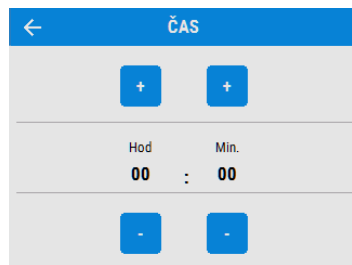 ČAS
+ +
Hod Min.
00 : 00
- -